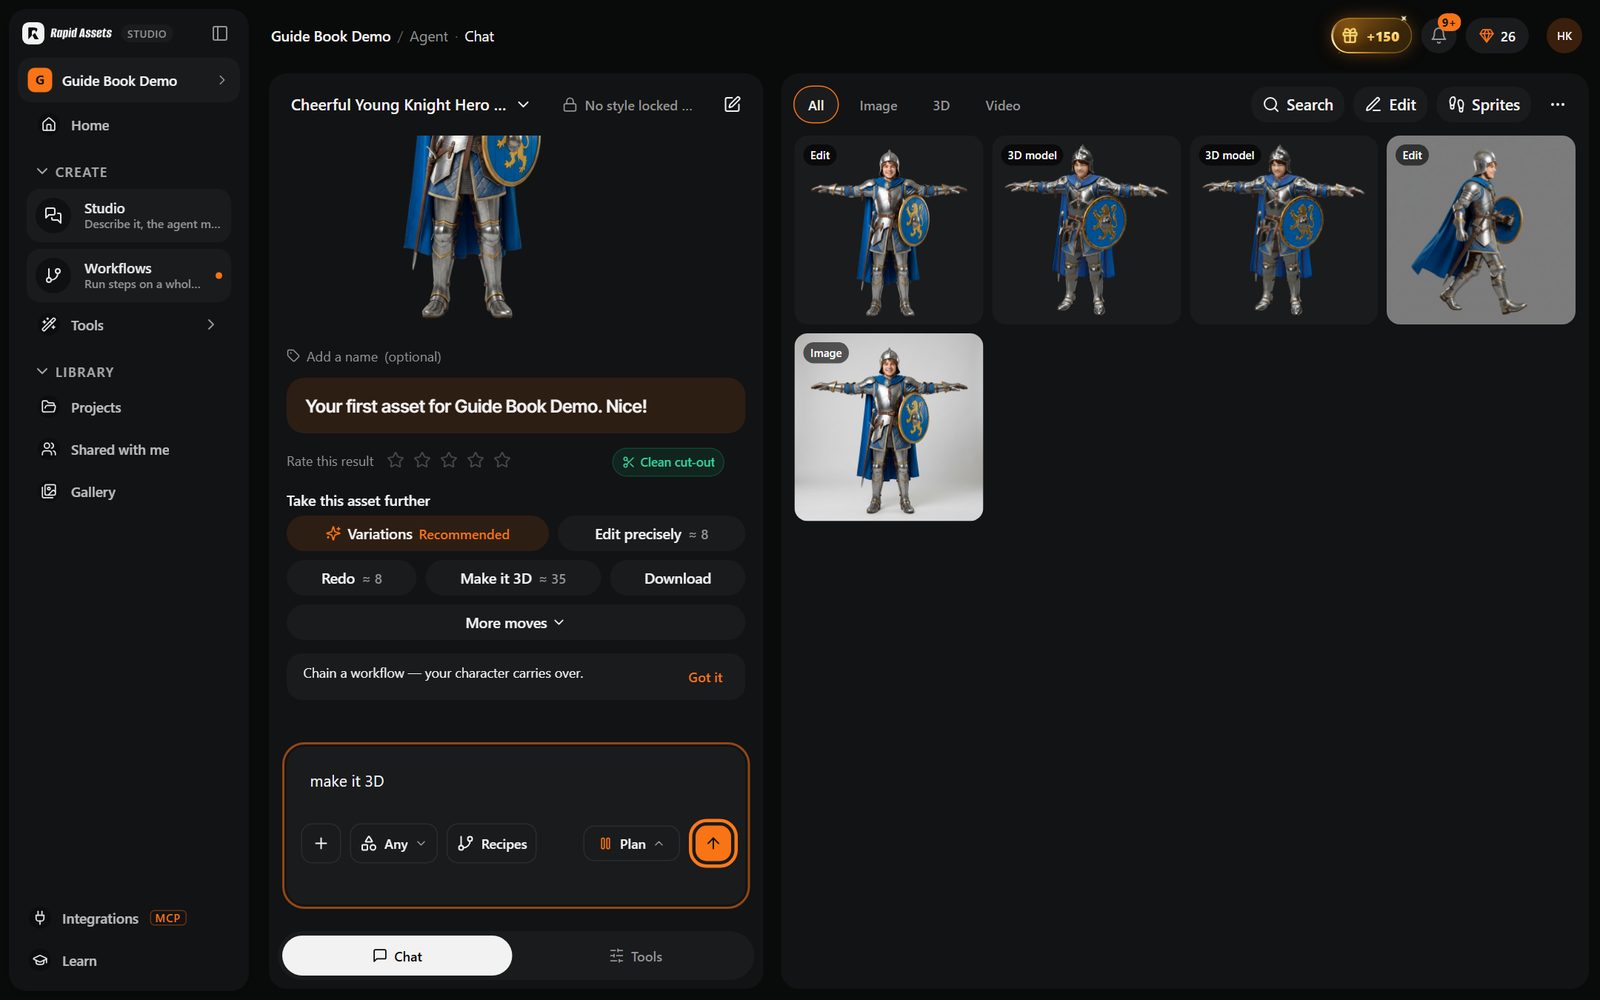 Rapid Assets STUDIO
Guide Book Demo / Agent · Chat
+150
9+
26
HK
G Guide Book Demo
Home
CREATE
Studio
Describe it, the agent m...
Workflows
Run steps on a whol...
Tools
LIBRARY
Projects
Shared with me
Gallery
Integrations MCP
Learn
Cheerful Young Knight Hero ...
No style locked ...
Add a name (optional)
Your first asset for Guide Book Demo. Nice!
Rate this result
Clean cut-out
Take this asset further
Variations Recommended
Edit precisely ≈ 8
Redo ≈ 8
Make it 3D ≈ 35
Download
More moves
Chain a workflow — your character carries over.
Got it
make it 3D
Any
Recipes
Plan
Chat
Tools
All
Image
3D
Video
Search
Edit
Sprites
Edit
3D model
3D model
Edit
Image